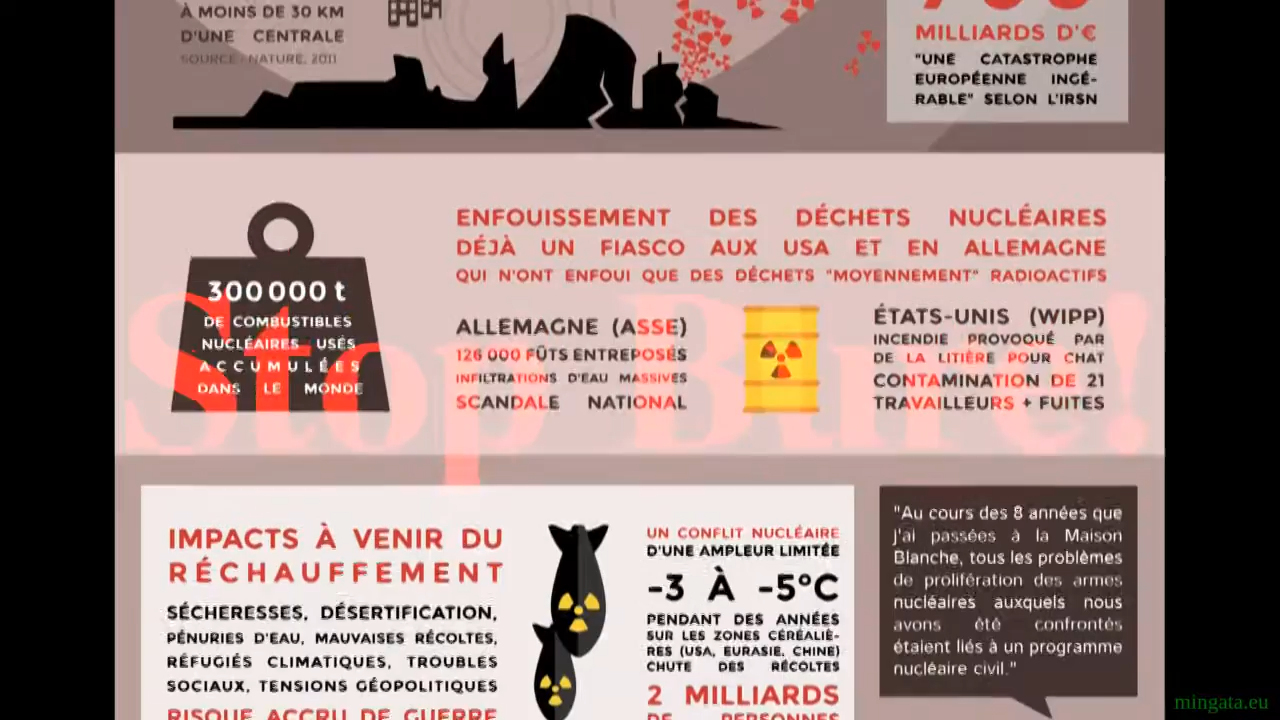 À MOINS DE 30 KM
D'UNE CENTRALE
SOURCE : NATURE, 2011
MILLIARDS D'€
"UNE CATASTROPHE
EUROPÉENNE INGÉ-
RABLE" SELON L'IRSN
300 000 t
DE COMBUSTIBLES
NUCLÉAIRES USÉS
ACCUMULÉES
DANS LE MONDE
ENFOUISSEMENT DES DÉCHETS NUCLÉAIRES
DÉJÀ UN FIASCO AUX USA ET EN ALLEMAGNE
QUI N'ONT ENFOUI QUE DES DÉCHETS "MOYENNEMENT" RADIOACTIFS
ALLEMAGNE (ASSE)
126 000 FÛTS ENTREPOSÉS
INFILTRATIONS D'EAU MASSIVES
SCANDALE NATIONAL
ÉTATS-UNIS (WIPP)
INCENDIE PROVOQUÉ PAR
DE LA LITIÈRE POUR CHAT
CONTAMINATION DE 21
TRAVAILLEURS + FUITES
Stop Bure!
IMPACTS À VENIR DU
RÉCHAUFFEMENT
SÉCHERESSES, DÉSERTIFICATION,
PÉNURIES D'EAU, MAUVAISES RÉCOLTES,
RÉFUGIÉS CLIMATIQUES, TROUBLES
SOCIAUX, TENSIONS GÉOPOLITIQUES
RISQUE ACCRU DE GUERRE
UN CONFLIT NUCLÉAIRE
D'UNE AMPLEUR LIMITÉE
-3 À -5°C
PENDANT DES ANNÉES
SUR LES ZONES CÉRÉALIÈ-
RES (USA, EURASIE, CHINE)
CHUTE DES RÉCOLTES
2 MILLIARDS
DE PERSONNES
"Au cours des 8 années que
j'ai passées à la Maison
Blanche, tous les problèmes
de prolifération des armes
nucléaires auxquels nous
avons été confrontés
étaient liés à un programme
nucléaire civil."
mingata.eu